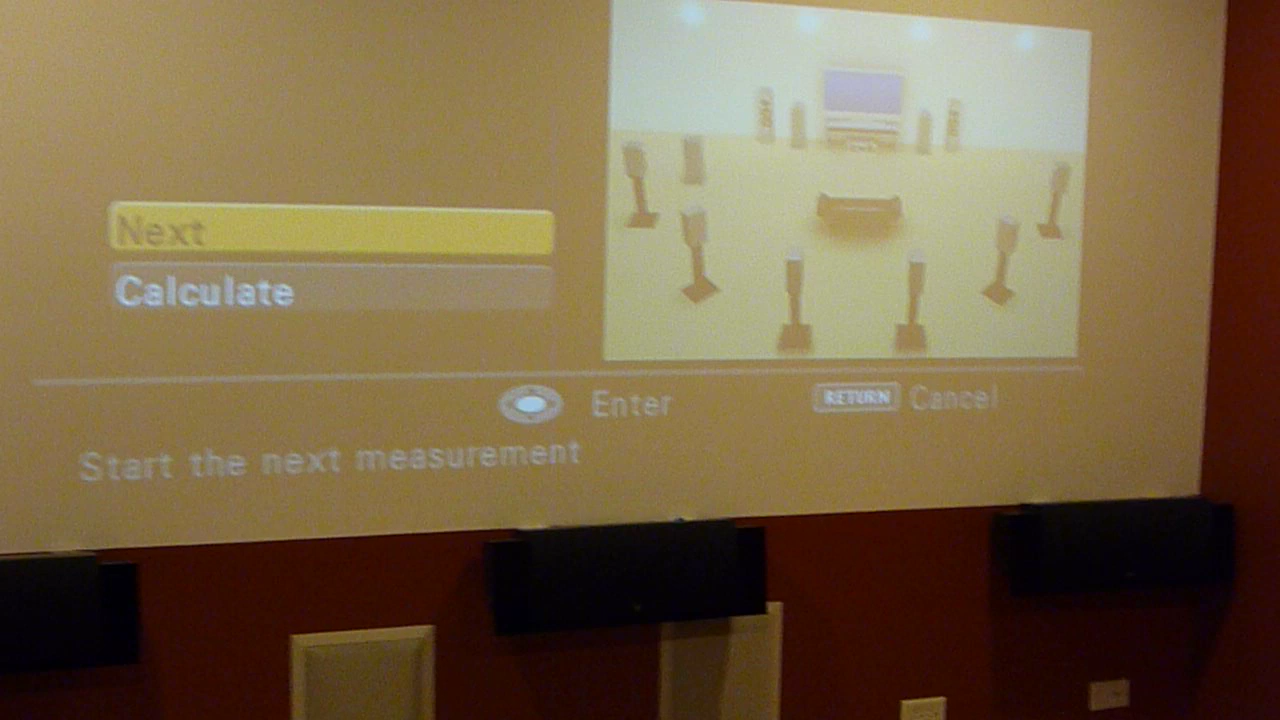 Next
Calculate
Enter
RETURN Cancel
Start the next measurement